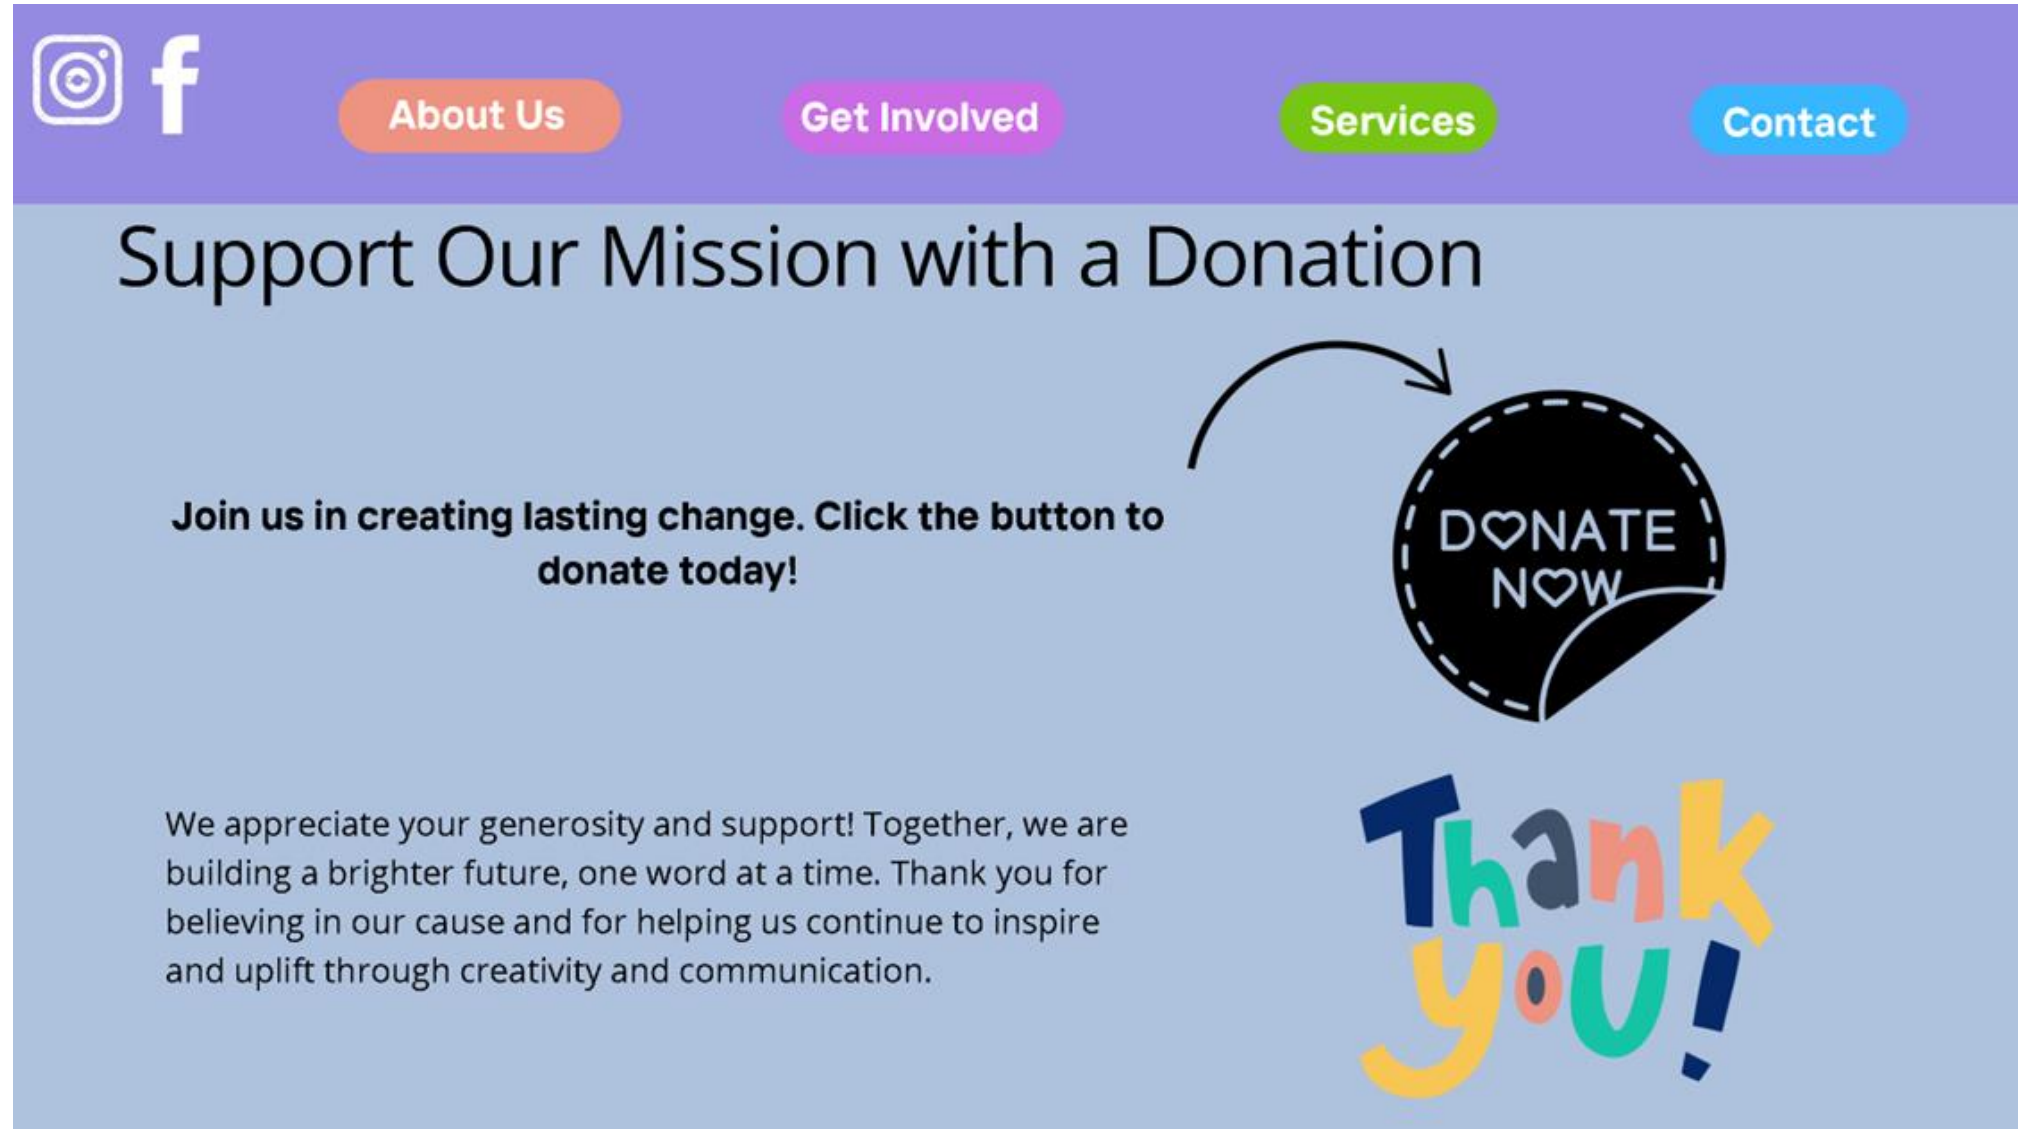 About Us
Get Involved
Services
Contact
Support Our Mission with a Donation
Join us in creating lasting change. Click the button to
donate today!
DONATE
NOW
We appreciate your generosity and support! Together, we are
building a brighter future, one word at a time. Thank you for
believing in our cause and for helping us continue to inspire
and uplift through creativity and communication.
Thank
you!